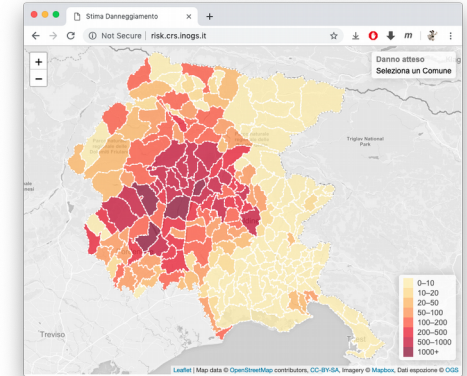 Stima Danneggiamento
Not Secure | risk.crs.inogs.it
Danno atteso
Seleziona un Comune
+
−
Triglav National
Park
Treviso
0–10
10–20
20–50
50–100
100–200
200–500
500–1000
1000+
Leaflet | Map data © OpenStreetMap contributors, CC-BY-SA, Imagery © Mapbox, Dati espozione © OGS